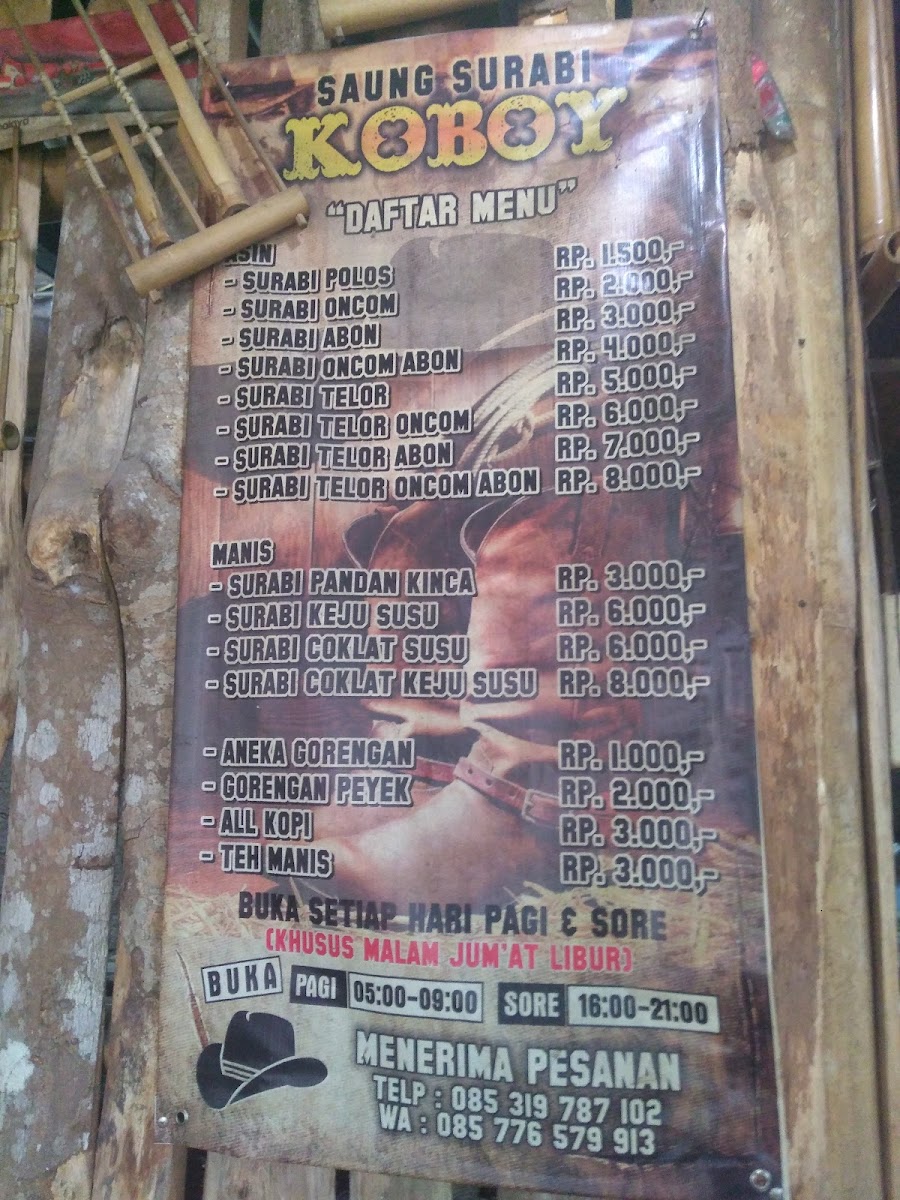 SAUNG SURABI
KOBOY
"DAFTAR MENU"
ASIN
- SURABI POLOS RP. 1.500,-
- SURABI ONCOM RP. 2.000,-
- SURABI ABON RP. 3.000,-
- SURABI ONCOM ABON RP. 4.000,-
- SURABI TELOR RP. 5.000,-
- SURABI TELOR ONCOM RP. 6.000,-
- SURABI TELOR ABON RP. 7.000,-
- SURABI TELOR ONCOM ABON RP. 8.000,-
MANIS
- SURABI PANDAN KINCA RP. 3.000,-
- SURABI KEJU SUSU RP. 6.000,-
- SURABI COKLAT SUSU RP. 6.000,-
- SURABI COKLAT KEJU SUSU RP. 8.000,-
- ANEKA GORENGAN RP. 1.000,-
- GORENGAN PEYEK RP. 2.000,-
- ALL KOPI RP. 3.000,-
- TEH MANIS RP. 3.000,-
BUKA SETIAP HARI PAGI & SORE
(KHUSUS MALAM JUM'AT LIBUR)
BUKA PAGI 05:00-09:00 SORE 16:00-21:00
MENERIMA PESANAN
TELP : 085 319 787 102
WA : 085 776 579 913